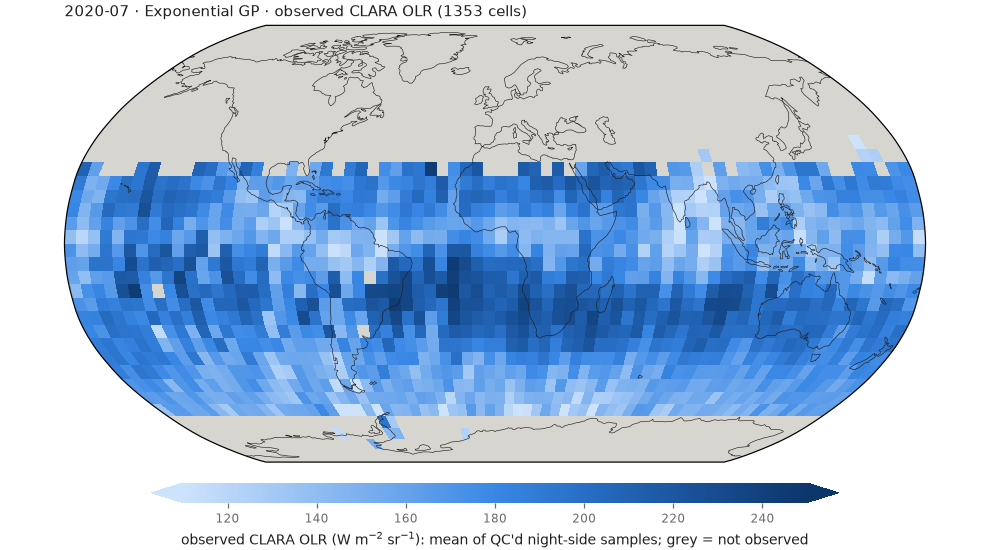 2020-07 · Exponential GP · observed CLARA OLR (1353 cells)
120 140 160 180 200 220 240
observed CLARA OLR (W m⁻² sr⁻¹): mean of QC'd night-side samples; grey = not observed